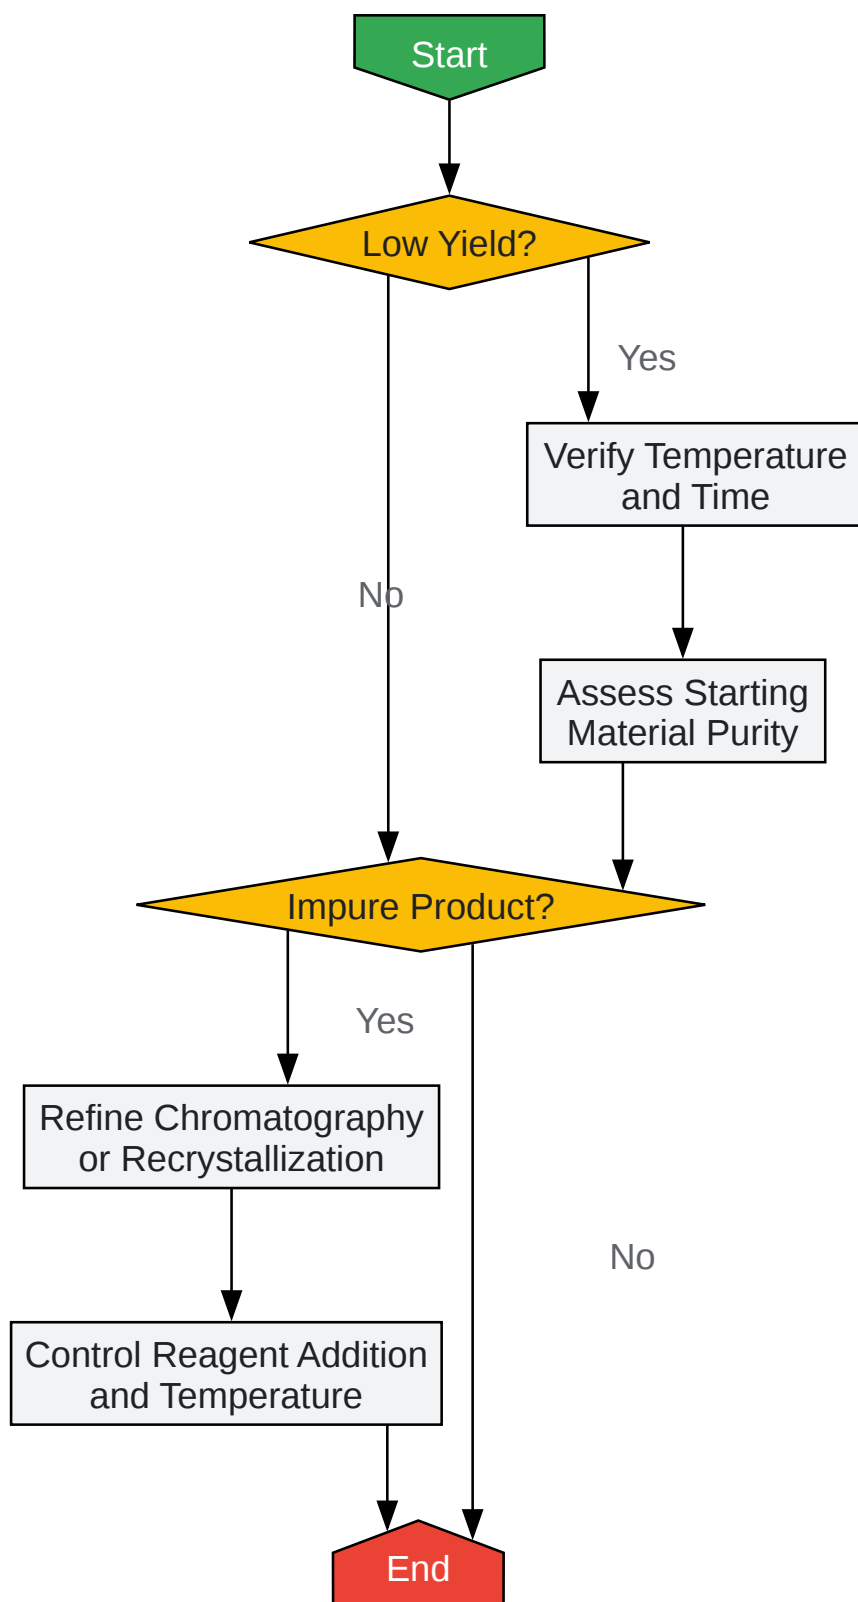 Start
Low Yield?
Yes
Verify Temperature
and Time
No
Assess Starting
Material Purity
Impure Product?
Yes
Refine Chromatography
or Recrystallization
No
Control Reagent Addition
and Temperature
End